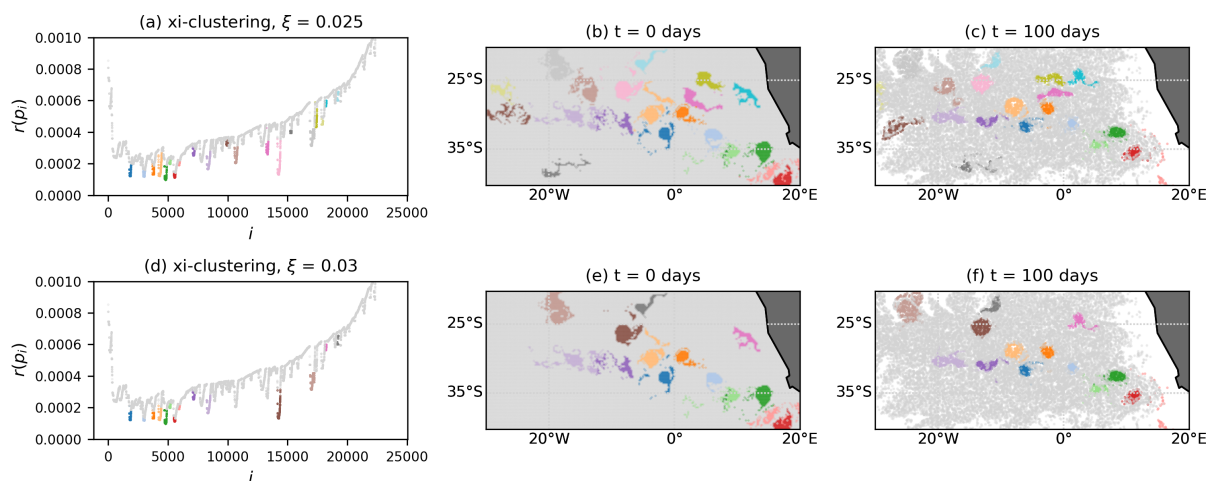 (a) xi-clustering, ξ = 0.025
(b) t = 0 days
(c) t = 100 days
0.0010
0.0008
0.0006
0.0004
0.0002
0.0000
r(pᵢ)
0 5000 10000 15000 20000 25000
i
25°S
35°S
20°W 0° 20°E
25°S
35°S
20°W 0° 20°E
(d) xi-clustering, ξ = 0.03
(e) t = 0 days
(f) t = 100 days
0.0010
0.0008
0.0006
0.0004
0.0002
0.0000
r(pᵢ)
0 5000 10000 15000 20000 25000
i
25°S
35°S
20°W 0° 20°E
25°S
35°S
20°W 0° 20°E